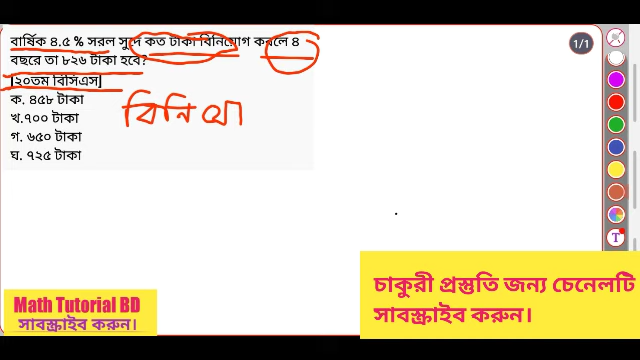 বার্ষিক ৪.৫ % সরল সুদে কত টাকা বিনিয়োগ করলে ৪
বছরে তা ৮২৬ টাকা হবে?
[২০তম বিসিএস]
ক. ৪৫৮ টাকা
খ.৭০০ টাকা
গ. ৬৫০ টাকা
ঘ. ৭২৫ টাকা
বিনিয়ো
1/1
T
চাকুরী প্রস্তুতি জন্য চেনেলটি
সাবস্ক্রাইব করুন।
Math Tutorial BD
সাবস্ক্রাইব করুন।